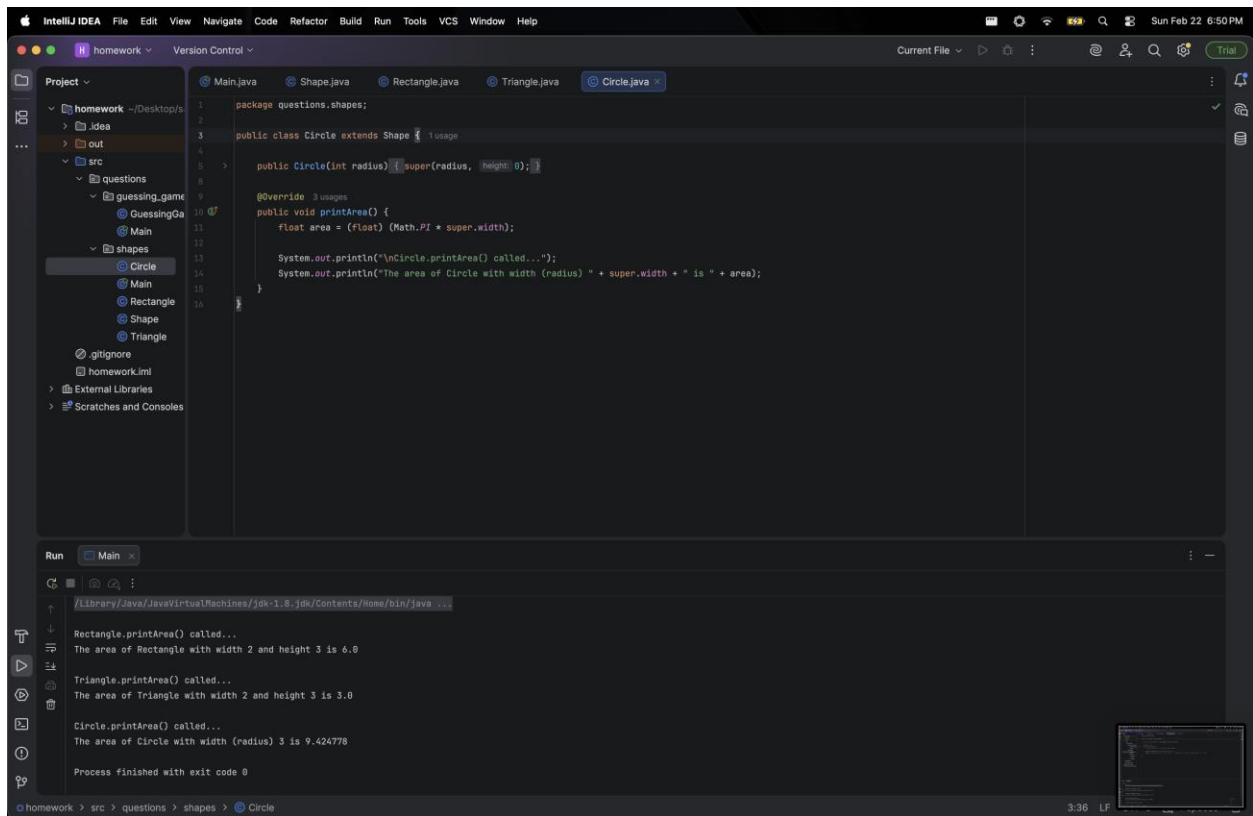 IntelliJ IDEA File Edit View Navigate Code Refactor Build Run Tools VCS Window Help
Sun Feb 22 6:50 PM
H homework Version Control
Current File
Trial
Project
Main.java Shape.java Rectangle.java Triangle.java Circle.java
homework ~/Desktop/s
.idea
out
src
questions
guessing_game
GuessingGa
Main
shapes
Circle
Main
Rectangle
Shape
Triangle
.gitignore
homework.iml
External Libraries
Scratches and Consoles
1 package questions.shapes;
2
3 public class Circle extends Shape { 1 usage
4
5 public Circle(int radius) { super(radius, height: 0); }
8
9 @Override 3 usages
10 public void printArea() {
11 float area = (float) (Math.PI * super.width);
12
13 System.out.println("\nCircle.printArea() called...");
14 System.out.println("The area of Circle with width (radius) " + super.width + " is " + area);
15 }
16 }
Run Main
/Library/Java/JavaVirtualMachines/jdk-1.8.jdk/Contents/Home/bin/java ...
Rectangle.printArea() called...
The area of Rectangle with width 2 and height 3 is 6.0
Triangle.printArea() called...
The area of Triangle with width 2 and height 3 is 3.0
Circle.printArea() called...
The area of Circle with width (radius) 3 is 9.424778
Process finished with exit code 0
homework > src > questions > shapes > Circle
3:36 LF